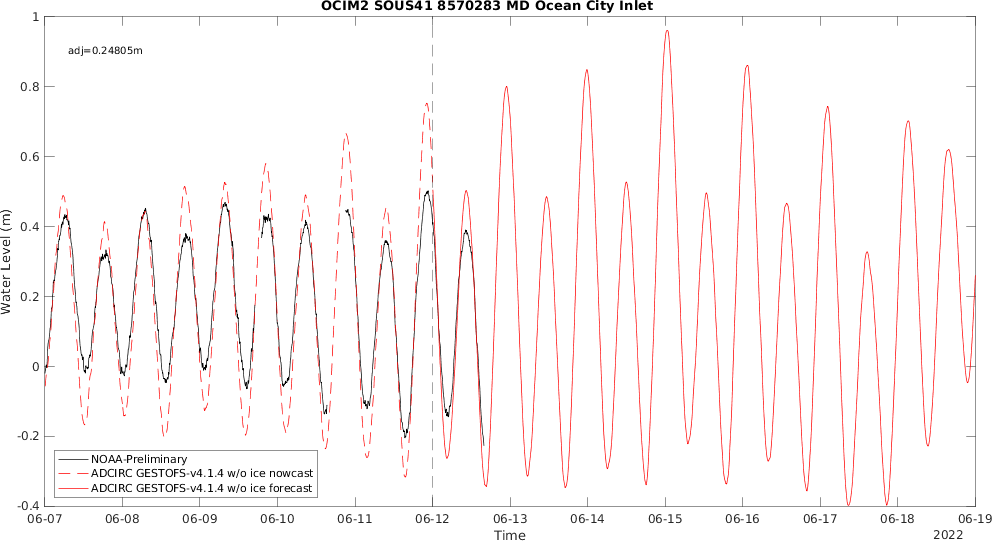 OCIM2 SOUS41 8570283 MD Ocean City Inlet
adj=0.24805m
Water Level (m)
1
0.8
0.6
0.4
0.2
0
-0.2
-0.4
NOAA-Preliminary
ADCIRC GESTOFS-v4.1.4 w/o ice nowcast
ADCIRC GESTOFS-v4.1.4 w/o ice forecast
06-07 06-08 06-09 06-10 06-11 06-12 06-13 06-14 06-15 06-16 06-17 06-18 06-19
Time
2022